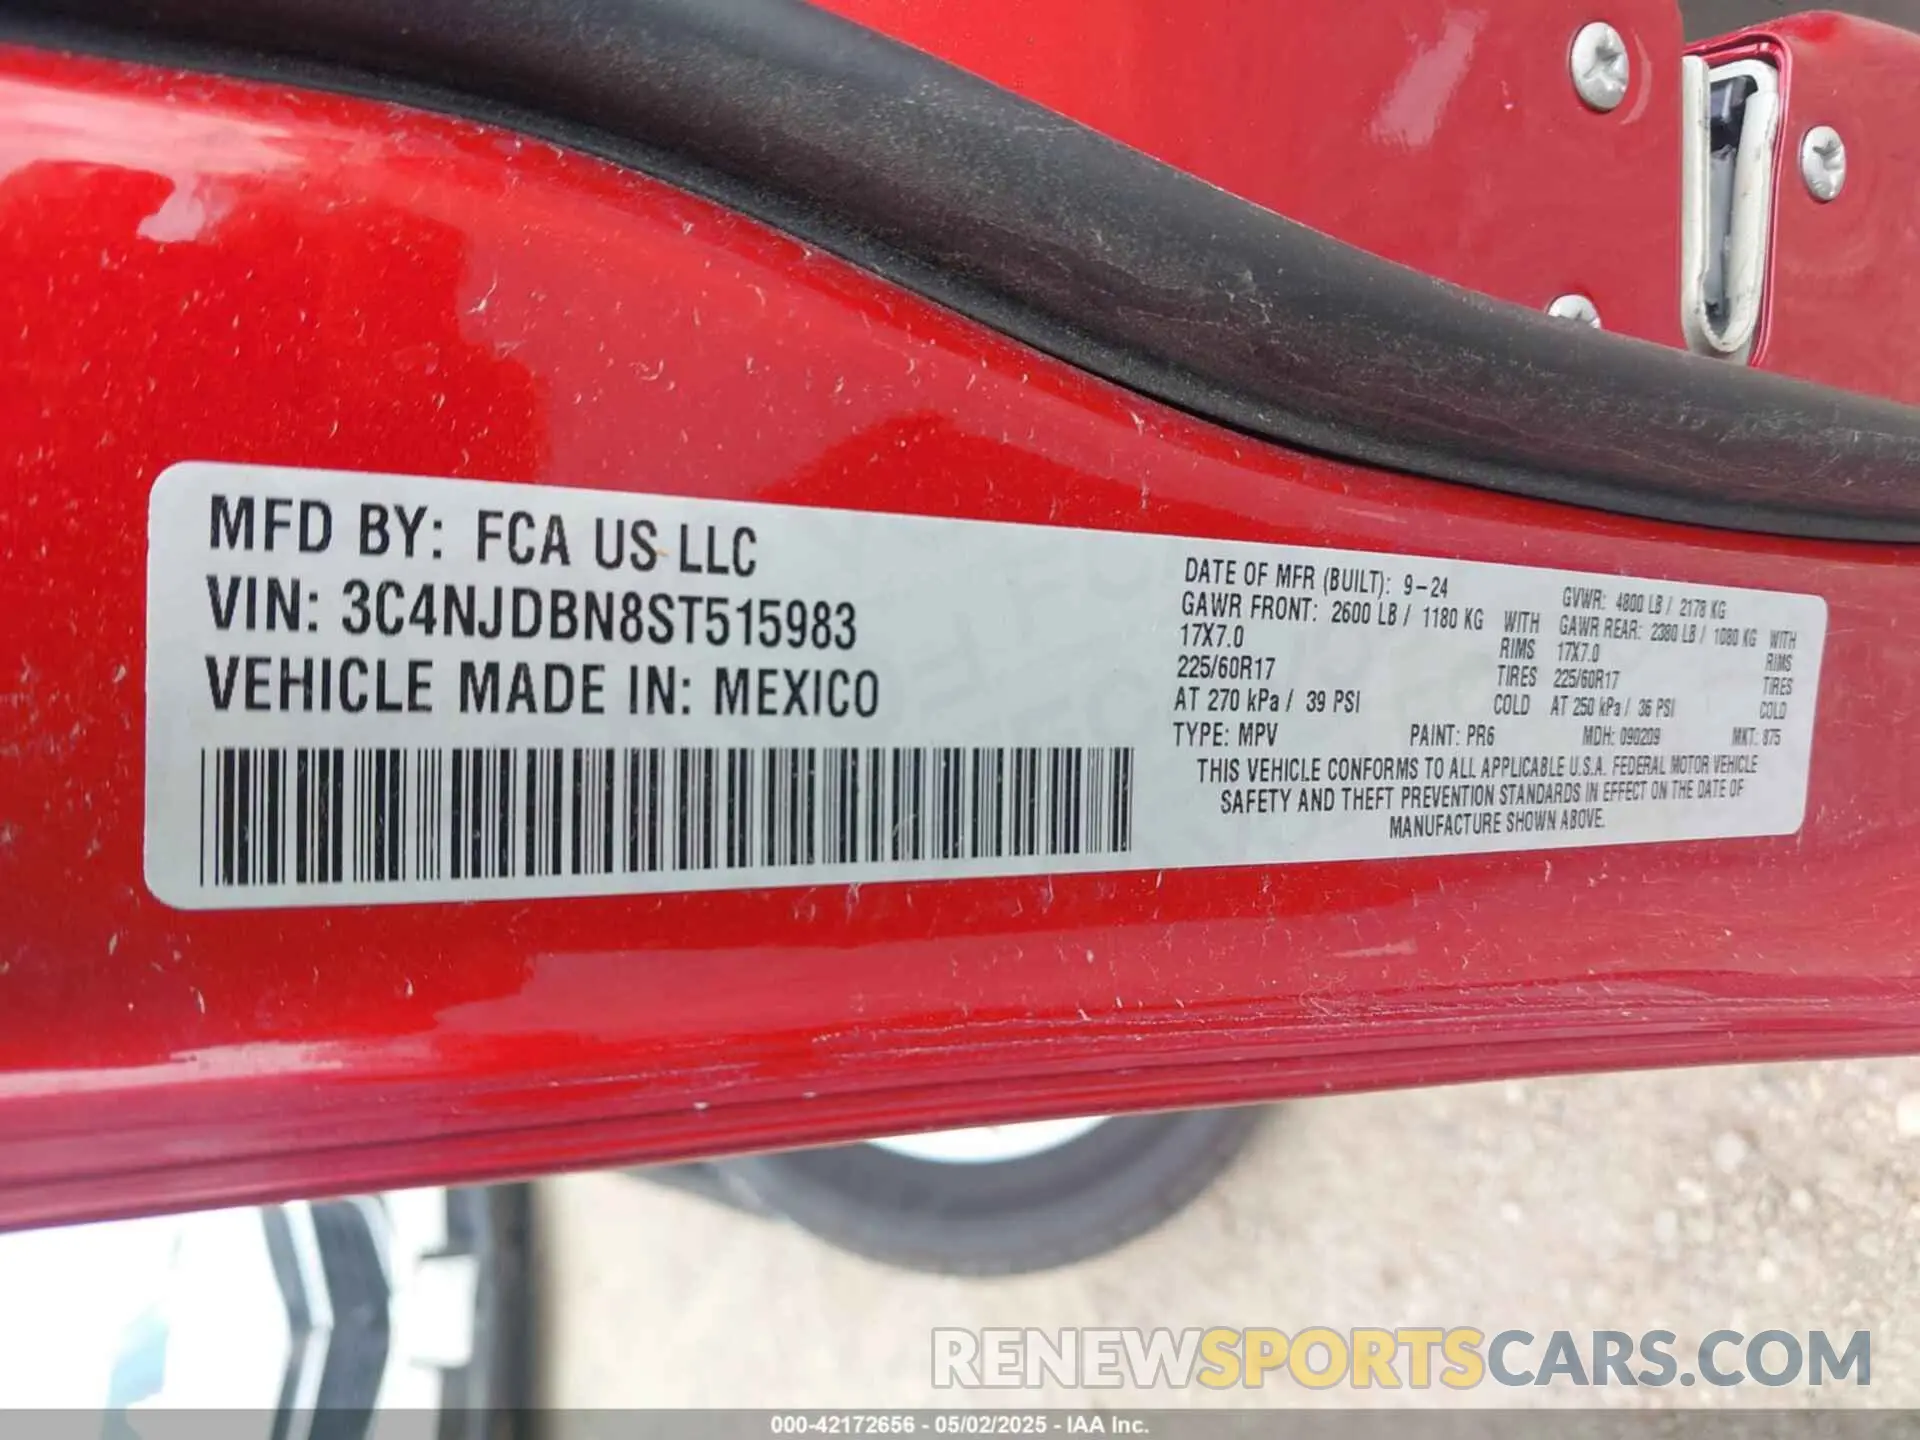 MFD BY: FCA US LLC
VIN: 3C4NJDBN8ST515983
VEHICLE MADE IN: MEXICO
DATE OF MFR (BUILT): 9-24 GVWR: 4800 LB / 2178 KG
GAWR FRONT: 2600 LB / 1180 KG WITH GAWR REAR: 2380 LB / 1080 KG WITH
17X7.0 RIMS 17X7.0 RIMS
225/60R17 TIRES 225/60R17 TIRES
AT 270 kPa / 39 PSI COLD AT 250 kPa / 36 PSI COLD
TYPE: MPV PAINT: PR6 MDH: 090209 MKT: 875
THIS VEHICLE CONFORMS TO ALL APPLICABLE U.S.A. FEDERAL MOTOR VEHICLE
SAFETY AND THEFT PREVENTION STANDARDS IN EFFECT ON THE DATE OF
MANUFACTURE SHOWN ABOVE.
RENEWSPORTSCARS.COM
000-42172656 - 05/02/2025 - IAA Inc.